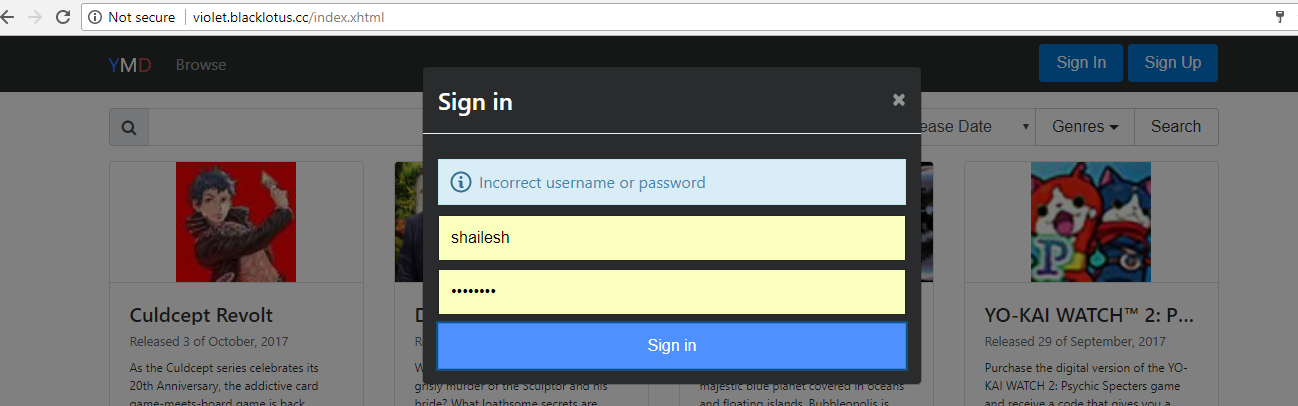 Not secure | violet.blacklotus.cc/index.xhtml
YMD Browse Sign In Sign Up
Sign in ✖
ease Date Genres Search
Incorrect username or password
shailesh
••••••••
Sign in
Culdcept Revolt
Released 3 of October, 2017
As the Culdcept series celebrates its
20th Anniversary, the addictive card
game-meets-board game is back
D
W
grisly murder of the Sculptor and his
bride? What loathsome secrets are
majestic blue planet covered in oceans
and floating islands. Bubbleopolis is
P
YO-KAI WATCH™ 2: P...
Released 29 of September, 2017
Purchase the digital version of the YO-
KAI WATCH 2: Psychic Specters game
and receive a code that gives you a